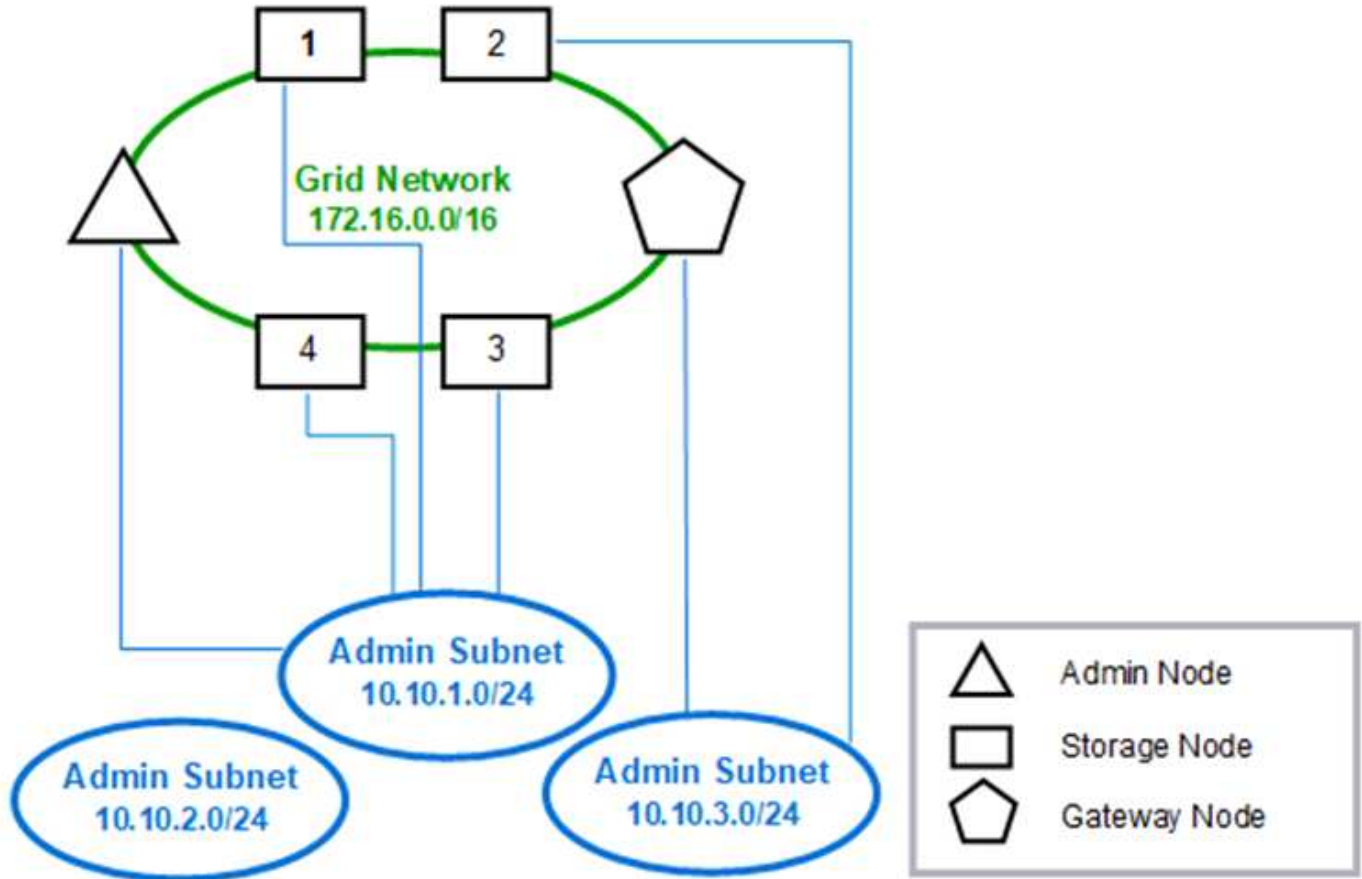 1
2
Grid Network
172.16.0.0/16
4
3
Admin Subnet
10.10.1.0/24
Admin Subnet
10.10.2.0/24
Admin Subnet
10.10.3.0/24
Admin Node
Storage Node
Gateway Node